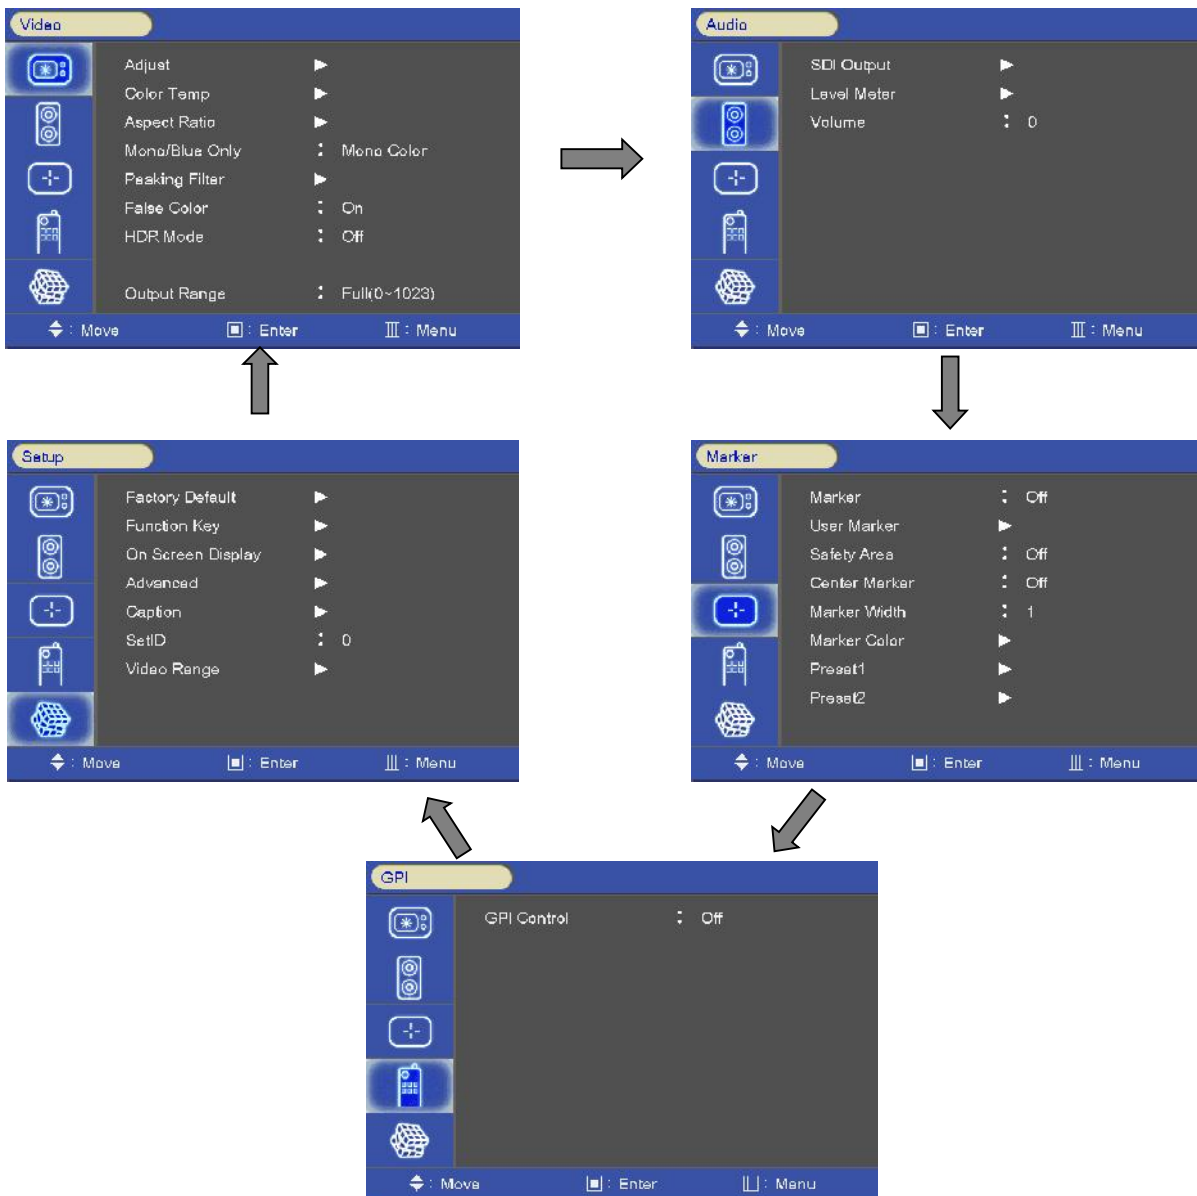 Video
Adjust
Color Temp
Aspect Ratio
Mono/Blue Only : Mono Color
Peaking Filter
False Color : On
HDR Mode : Off
Output Range : Full(0~1023)
: Move : Enter : Menu
Audio
SDI Output
Level Meter
Volume : 0
: Move : Enter : Menu
Setup
Factory Default
Function Key
On Screen Display
Advanced
Caption
SetID : 0
Video Range
: Move : Enter : Menu
Marker
Marker : Off
User Marker
Safety Area : Off
Center Marker : Off
Marker Width : 1
Marker Color
Preset1
Preset2
: Move : Enter : Menu
GPI
GPI Control : Off
: Move : Enter : Menu